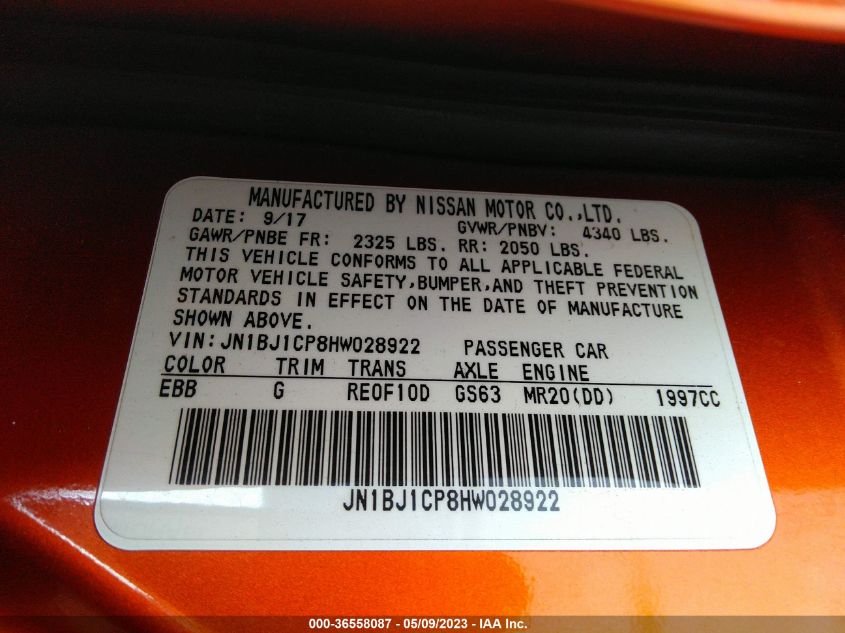 MANUFACTURED BY NISSAN MOTOR CO.,LTD.
DATE: 9/17 GVWR/PNBV: 4340 LBS.
GAWR/PNBE FR: 2325 LBS. RR: 2050 LBS.
THIS VEHICLE CONFORMS TO ALL APPLICABLE FEDERAL
MOTOR VEHICLE SAFETY,BUMPER,AND THEFT PREVENTION
STANDARDS IN EFFECT ON THE DATE OF MANUFACTURE
SHOWN ABOVE.
VIN: JN1BJ1CP8HW028922 PASSENGER CAR
COLOR TRIM TRANS AXLE ENGINE
EBB G RE0F10D GS63 MR20(DD) 1997CC
JN1BJ1CP8HW028922
000-36558087 - 05/09/2023 - IAA Inc.